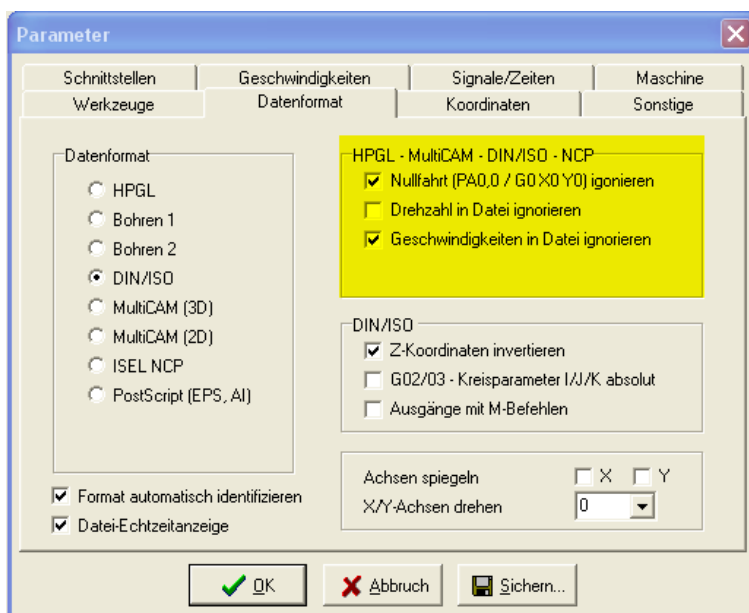 Parameter
Schnittstellen
Geschwindigkeiten
Signale/Zeiten
Maschine
Werkzeuge
Datenformat
Koordinaten
Sonstige
Datenformat
HPGL
Bohren 1
Bohren 2
DIN/ISO
MultiCAM (3D)
MultiCAM (2D)
ISEL NCP
PostScript (EPS, AI)
Format automatisch identifizieren
Datei-Echtzeitanzeige
HPGL - MultiCAM - DIN/ISO - NCP
Nullfahrt (PA0,0 / G0 X0 Y0) igonieren
Drehzahl in Datei ignorieren
Geschwindigkeiten in Datei ignorieren
DIN/ISO
Z-Koordinaten invertieren
G02/03 - Kreisparameter I/J/K absolut
Ausgänge mit M-Befehlen
Achsen spiegeln X Y
X/Y-Achsen drehen 0
OK
Abbruch
Sichern...